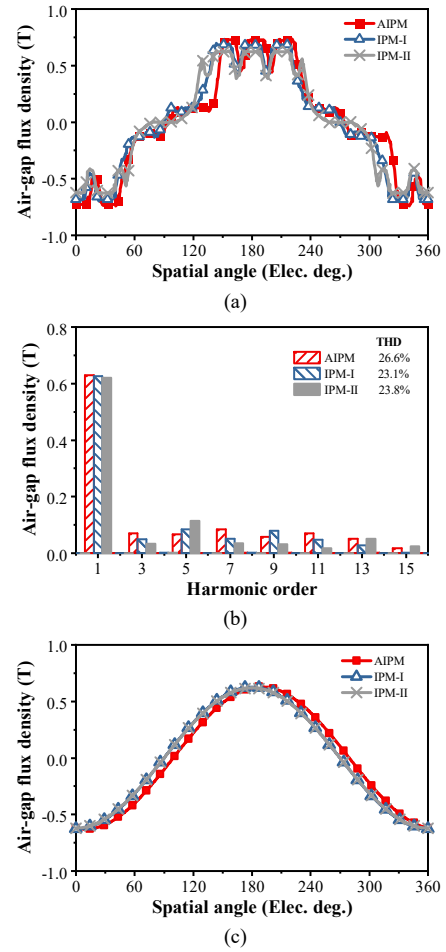 Air-gap flux density (T)
1.0
0.5
0.0
-0.5
-1.0
AIPM
IPM-I
IPM-II
0 60 120 180 240 300 360
Spatial angle (Elec. deg.)
(a)
Air-gap flux density (T)
0.8
0.6
0.4
0.2
0.0
THD
AIPM 26.6%
IPM-I 23.1%
IPM-II 23.8%
1 3 5 7 9 11 13 15
Harmonic order
(b)
Air-gap flux density (T)
1.0
0.5
0.0
-0.5
-1.0
AIPM
IPM-I
IPM-II
0 60 120 180 240 300 360
Spatial angle (Elec. deg.)
(c)